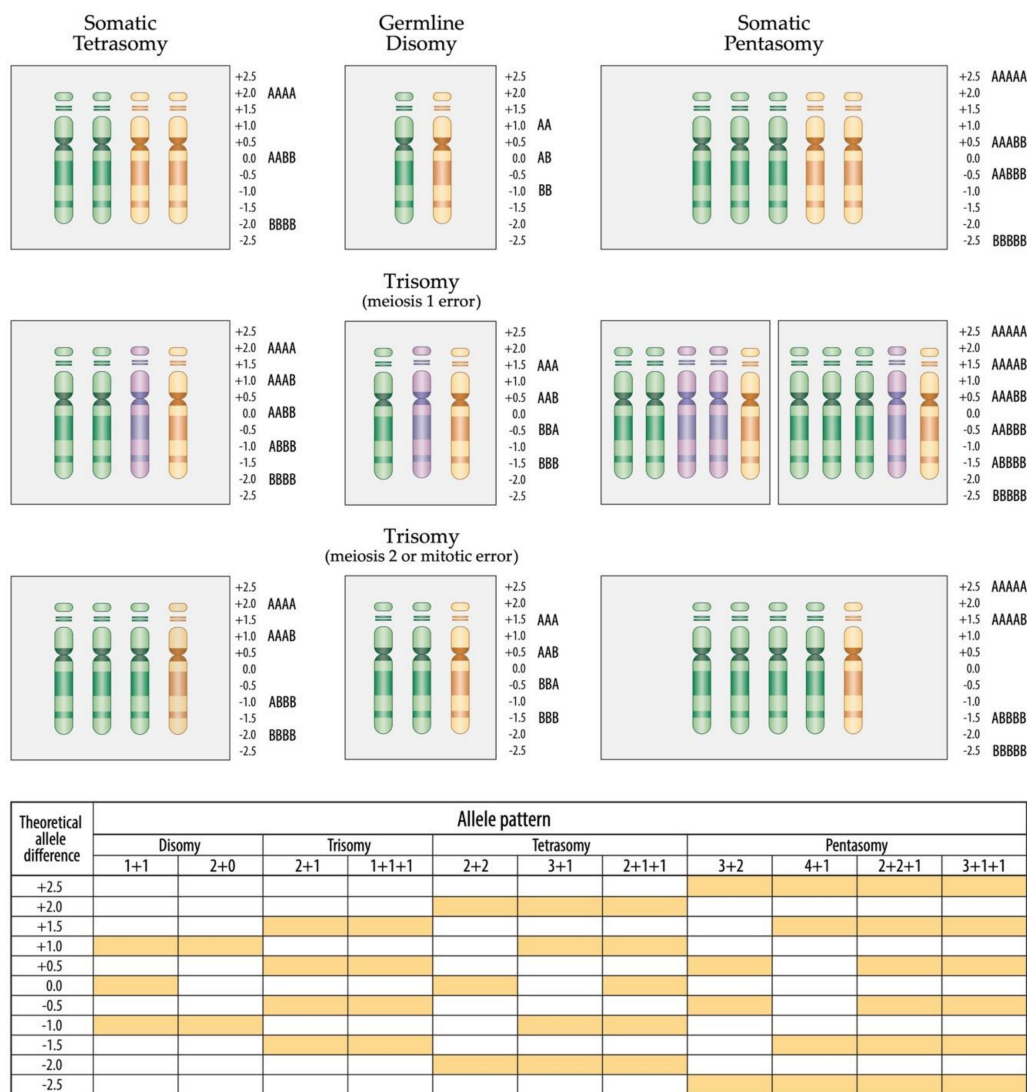 Somatic
Tetrasomy
Germline
Disomy
Somatic
Pentasomy
+2.5
+2.0 AAAA
+1.5
+1.0
+0.5
0.0 AABB
-0.5
-1.0
-1.5
-2.0 BBBB
-2.5
+2.5
+2.0
+1.5
+1.0 AA
+0.5
0.0 AB
-0.5
-1.0 BB
-1.5
-2.0
-2.5
+2.5 AAAAA
+2.0
+1.5
+1.0
+0.5 AAABB
0.0
-0.5 AABBB
-1.0
-1.5
-2.0
-2.5 BBBBB
Trisomy
(meiosis 1 error)
+2.5
+2.0 AAAA
+1.5
+1.0 AAAB
+0.5
0.0 AABB
-0.5
-1.0 ABBB
-1.5
-2.0 BBBB
-2.5
+2.5
+2.0
+1.5 AAA
+1.0
+0.5 AAB
0.0
-0.5 BBA
-1.0
-1.5 BBB
-2.0
-2.5
+2.5 AAAAA
+2.0
+1.5 AAAAB
+1.0
+0.5 AAABB
0.0
-0.5 AABBB
-1.0
-1.5 ABBBB
-2.0
-2.5 BBBBB
Trisomy
(meiosis 2 or mitotic error)
+2.5
+2.0 AAAA
+1.5
+1.0 AAAB
+0.5
0.0
-0.5
-1.0 ABBB
-1.5
-2.0 BBBB
-2.5
+2.5
+2.0
+1.5 AAA
+1.0
+0.5 AAB
0.0
-0.5 BBA
-1.0
-1.5 BBB
-2.0
-2.5
+2.5 AAAAA
+2.0
+1.5 AAAAB
+1.0
+0.5
0.0
-0.5
-1.0
-1.5 ABBBB
-2.0
-2.5 BBBBB
Theoretical
allele
difference
Allele pattern
Disomy Trisomy Tetrasomy Pentasomy
1+1 2+0 2+1 1+1+1 2+2 3+1 2+1+1 3+2 4+1 2+2+1 3+1+1
+2.5
+2.0
+1.5
+1.0
+0.5
0.0
-0.5
-1.0
-1.5
-2.0
-2.5